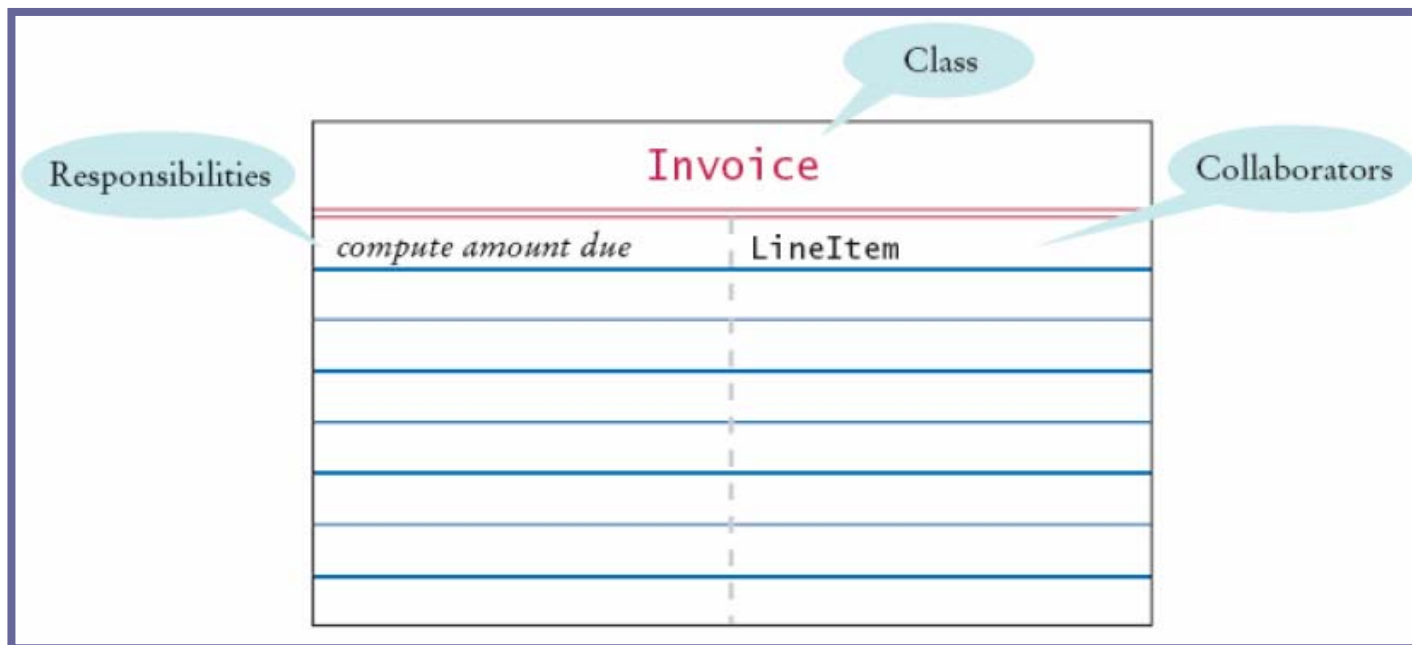 Class
Invoice
Responsibilities
Collaborators
compute amount due LineItem